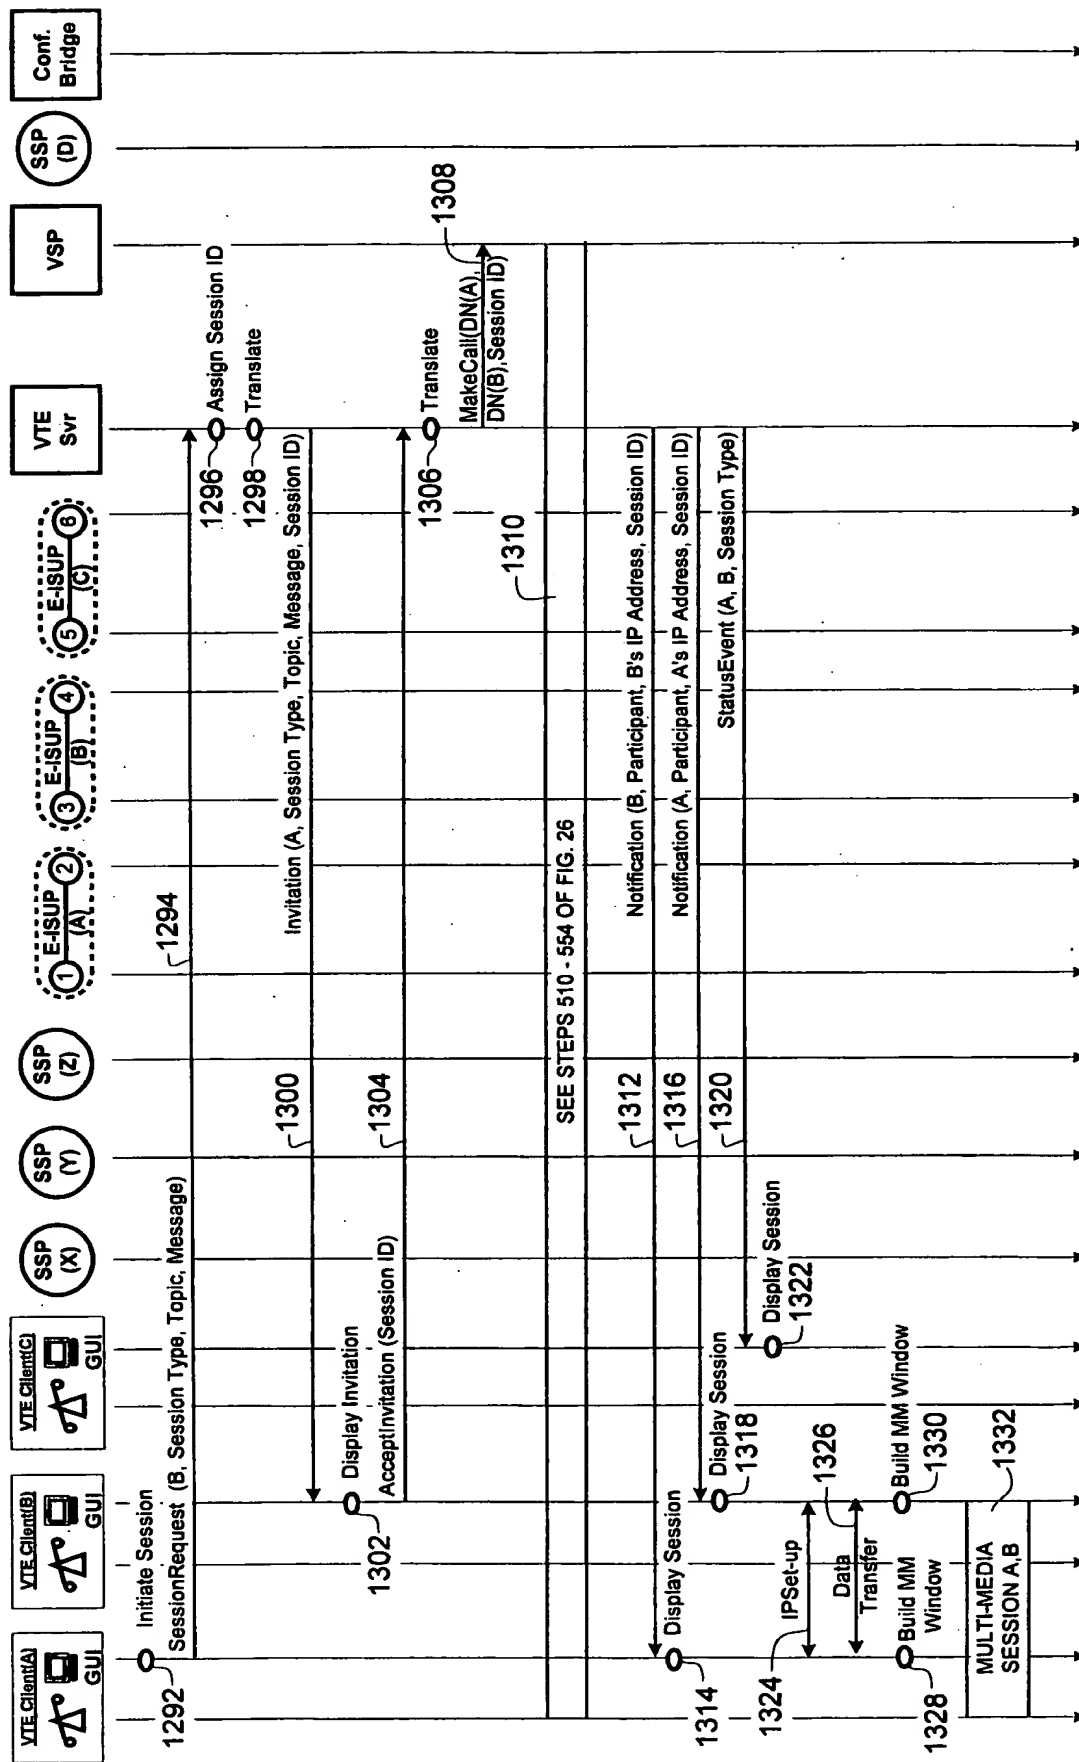 VTE Client(A)
GUI
VTE Client(B)
GUI
VTE Client(C)
GUI
SSP
(X)
SSP
(Y)
SSP
(Z)
1
E-ISUP
(A)
2
3
E-ISUP
(B)
4
5
E-ISUP
(C)
6
VTE
Svr
VSP
SSP
(D)
Conf.
Bridge
Initiate Session
1292
SessionRequest (B, Session Type, Topic, Message)
1294
Assign Session ID
1296
Translate
1298
Invitation (A, Session Type, Topic, Message, Session ID)
1300
Display Invitation
1302
AcceptInvitation (Session ID)
1304
Translate
1306
MakeCall(DN(A),
DN(B),Session ID)
1308
SEE STEPS 510 - 554 OF FIG. 26
1310
Notification (B, Participant, B's IP Address, Session ID)
1312
Display Session
1314
Notification (A, Participant, A's IP Address, Session ID)
1316
Display Session
1318
StatusEvent (A, B, Session Type)
1320
Display Session
1322
IPSet-up
1324
Data
Transfer
1326
Build MM
Window
1328
Build MM Window
1330
MULTI-MEDIA
SESSION A,B
1332